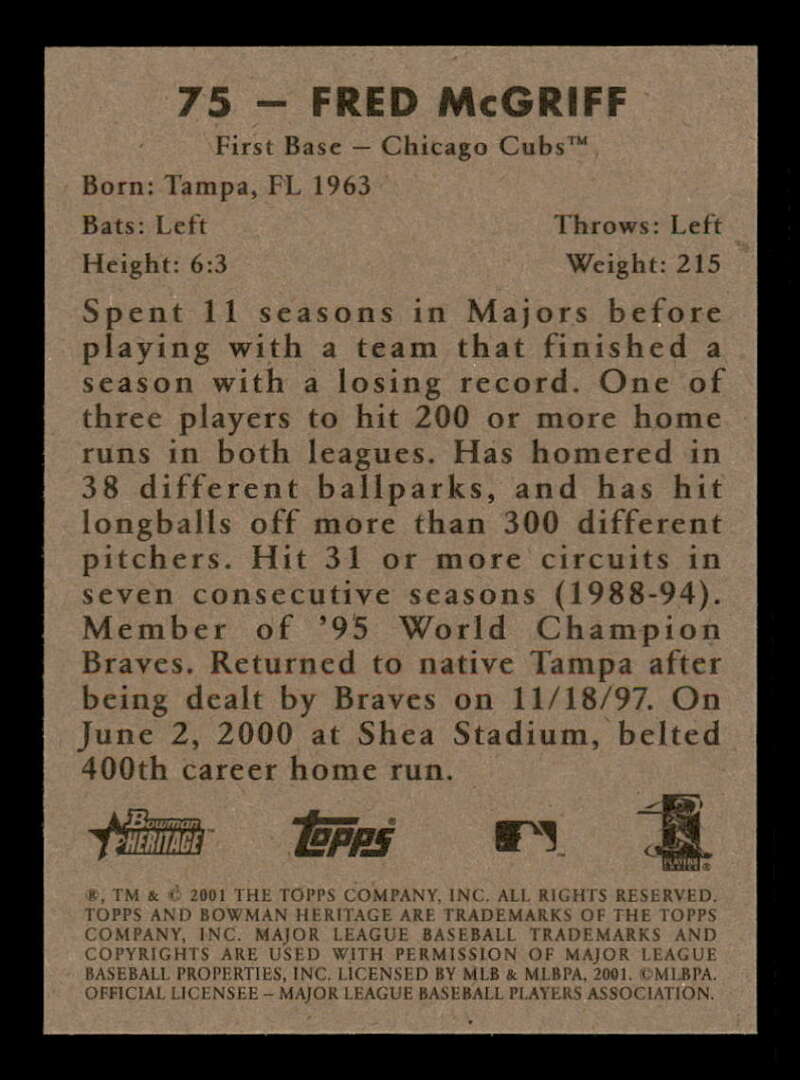 75 – FRED McGRIFF
First Base – Chicago Cubs™
Born: Tampa, FL 1963
Bats: Left Throws: Left
Height: 6:3 Weight: 215
Spent 11 seasons in Majors before
playing with a team that finished a
season with a losing record. One of
three players to hit 200 or more home
runs in both leagues. Has homered in
38 different ballparks, and has hit
longballs off more than 300 different
pitchers. Hit 31 or more circuits in
seven consecutive seasons (1988-94).
Member of ’95 World Champion
Braves. Returned to native Tampa after
being dealt by Braves on 11/18/97. On
June 2, 2000 at Shea Stadium, belted
400th career home run.
Bowman HERITAGE™ Topps®
®, TM & © 2001 THE TOPPS COMPANY, INC. ALL RIGHTS RESERVED.
TOPPS AND BOWMAN HERITAGE ARE TRADEMARKS OF THE TOPPS
COMPANY, INC. MAJOR LEAGUE BASEBALL TRADEMARKS AND
COPYRIGHTS ARE USED WITH PERMISSION OF MAJOR LEAGUE
BASEBALL PROPERTIES, INC. LICENSED BY MLB & MLBPA, 2001. ©MLBPA.
OFFICIAL LICENSEE – MAJOR LEAGUE BASEBALL PLAYERS ASSOCIATION.